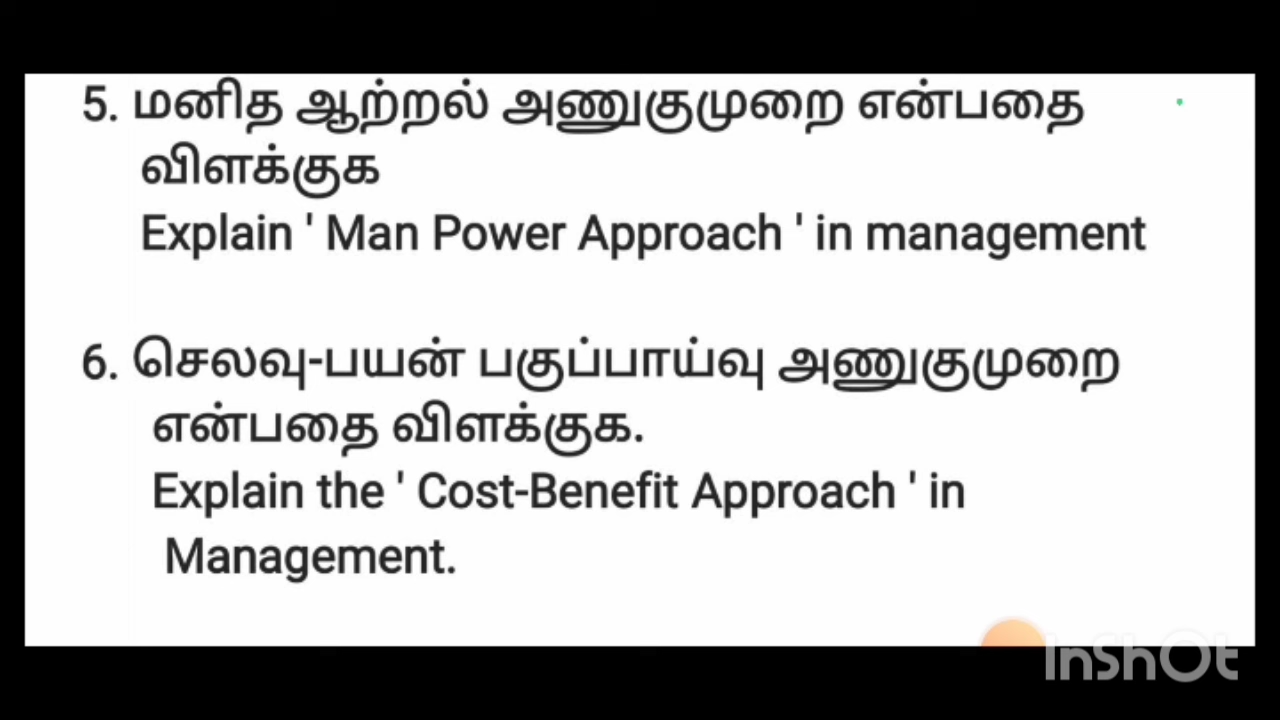 5. மனித ஆற்றல் அணுகுமுறை என்பதை
விளக்குக
Explain ' Man Power Approach ' in management
6. செலவு-பயன் பகுப்பாய்வு அணுகுமுறை
என்பதை விளக்குக.
Explain the ' Cost-Benefit Approach ' in
Management.
InShOt